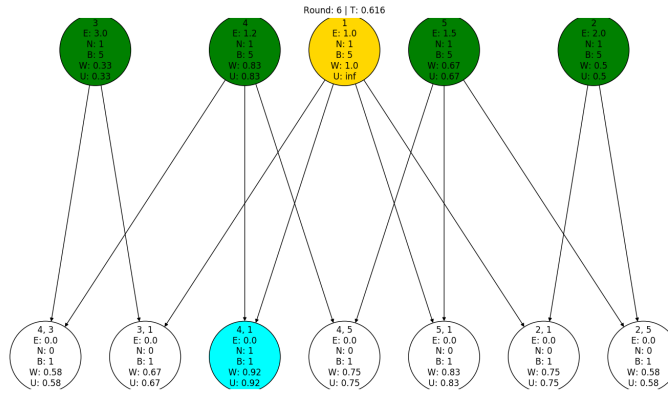 Round: 6 | T: 0.616
3
E: 3.0
N: 1
B: 5
W: 0.33
U: 0.33
4
E: 1.2
N: 1
B: 5
W: 0.83
U: 0.83
1
E: 1.0
N: 1
B: 5
W: 1.0
U: inf
5
E: 1.5
N: 1
B: 5
W: 0.67
U: 0.67
2
E: 2.0
N: 1
B: 5
W: 0.5
U: 0.5
4, 3
E: 0.0
N: 0
B: 1
W: 0.58
U: 0.58
3, 1
E: 0.0
N: 0
B: 1
W: 0.67
U: 0.67
4, 1
E: 0.0
N: 1
B: 1
W: 0.92
U: 0.92
4, 5
E: 0.0
N: 0
B: 1
W: 0.75
U: 0.75
5, 1
E: 0.0
N: 0
B: 1
W: 0.83
U: 0.83
2, 1
E: 0.0
N: 0
B: 1
W: 0.75
U: 0.75
2, 5
E: 0.0
N: 0
B: 1
W: 0.58
U: 0.58